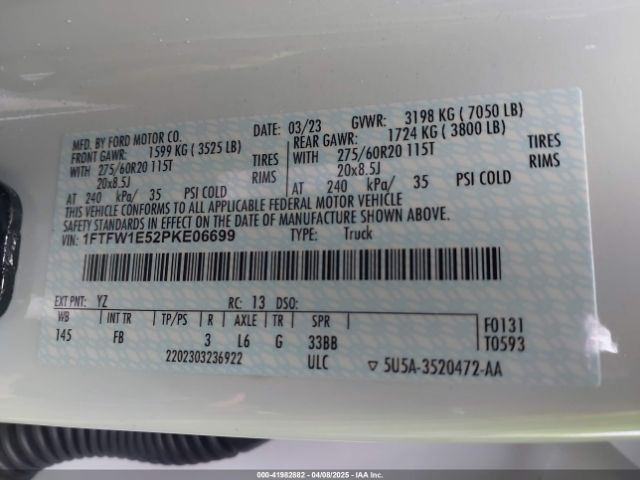 MFD. BY FORD MOTOR CO. DATE: 03/23 GVWR: 3198 KG ( 7050 LB)
FRONT GAWR: 1599 KG ( 3525 LB) REAR GAWR: 1724 KG ( 3800 LB)
WITH 275/60R20 115T TIRES WITH 275/60R20 115T TIRES
20x8.5J RIMS 20x8.5J RIMS
AT 240 kPa/ 35 PSI COLD AT 240 kPa/ 35 PSI COLD
THIS VEHICLE CONFORMS TO ALL APPLICABLE FEDERAL MOTOR VEHICLE
SAFETY STANDARDS IN EFFECT ON THE DATE OF MANUFACTURE SHOWN ABOVE.
VIN: 1FTFW1E52PKE06699 TYPE: Truck
EXT PNT: YZ RC: 13 DSO:
WB INT TR TP/PS R AXLE TR SPR F0131
145 FB 3 L6 G 33BB T0593
2202303236922 ULC ▽ 5U5A-3520472-AA
000-41982882 - 04/08/2025 - IAA Inc.